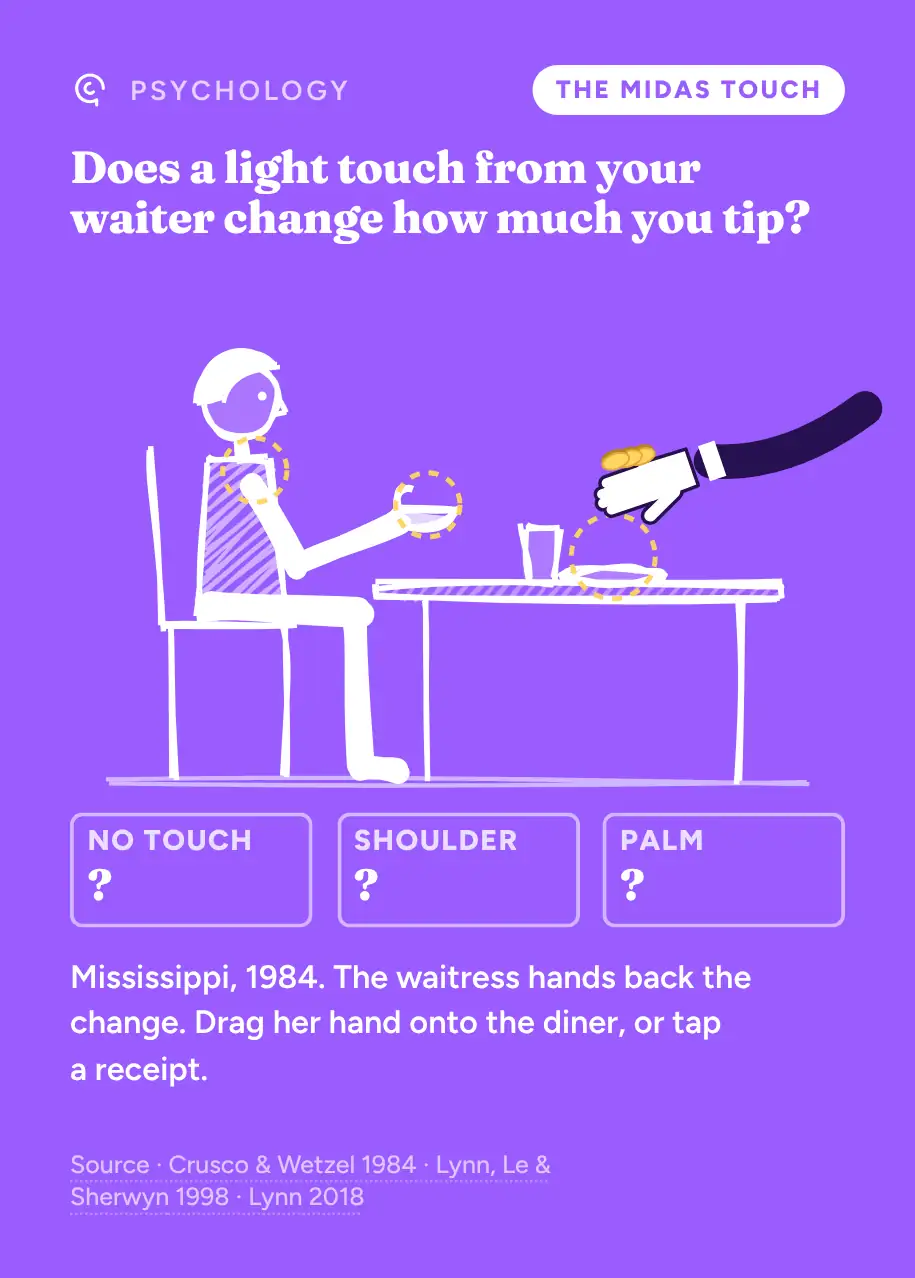 PSYCHOLOGY
THE MIDAS TOUCH
Does a light touch from your
waiter change how much you tip?
NO TOUCH
?
SHOULDER
?
PALM
?
Mississippi, 1984. The waitress hands back the
change. Drag her hand onto the diner, or tap
a receipt.
Source · Crusco & Wetzel 1984 · Lynn, Le &
Sherwyn 1998 · Lynn 2018